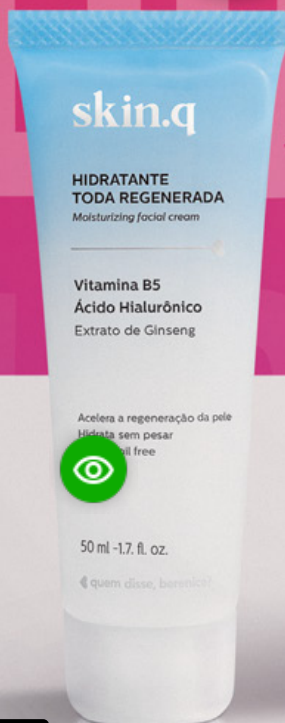 skin.q
HIDRATANTE
TODA REGENERADA
Moisturizing facial cream
Vitamina B5
Ácido Hialurônico
Extrato de Ginseng
Acelera a regeneração da pele
Hidrata sem pesar
oil free
50 ml -1.7. fl. oz.
quem disse, berenice?